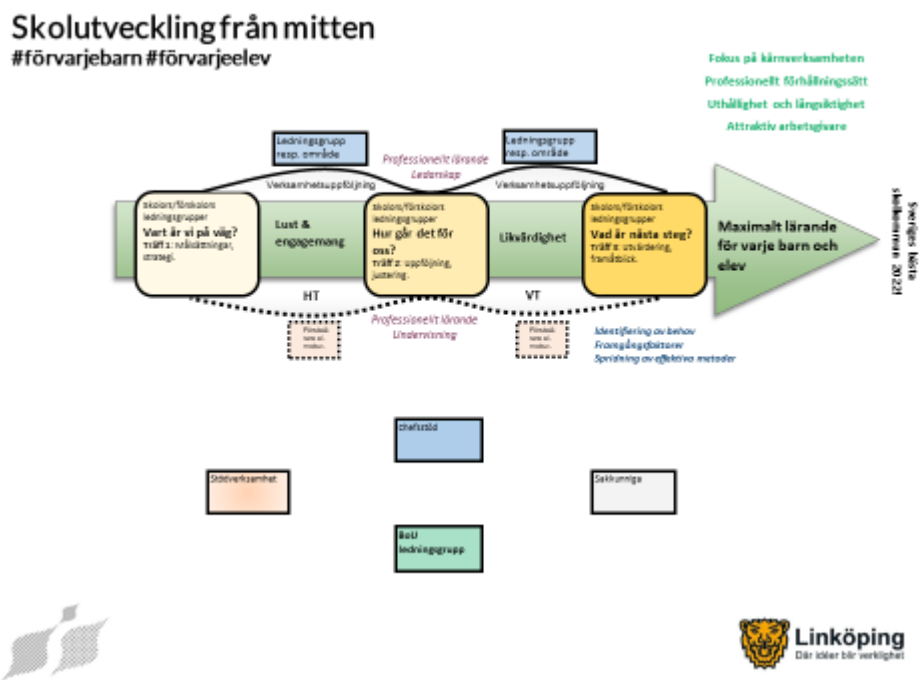 Skolutveckling från mitten
#förvarjebarn #förvarjeelev
Fokus på kärnverksamheten
Professionellt förhållningssätt
Uthållighet och långsiktighet
Attraktiv arbetsgivare
Ledningsgrupp
resp. område
Professionellt lärande
Ledarskap
Ledningsgrupp
resp. område
Verksamhetsuppföljning
Verksamhetsuppföljning
Skolors/förskolors
ledningsgrupper
Vart är vi på väg?
Träff 1: Målsättningar,
strategi.
Lust &
engagemang
Skolors/förskolors
ledningsgrupper
Hur går det för
oss?
Träff 2: uppföljning,
justering.
Likvärdighet
Skolors/förskolors
ledningsgrupper
Vad är nästa steg?
Träff 3: utvärdering,
framåtblick.
Maximalt lärande
för varje barn och
elev
Sveriges bästa
skolkommun 2022!
HT
VT
Professionellt lärande
Undervisning
Identifiering av behov
Framgångsfaktorer
Spridning av effektiva metoder
Chefsstöd
Stödverksamhet
Sakkunniga
BoU
ledningsgrupp
Linköping
Där idéer blir verklighet